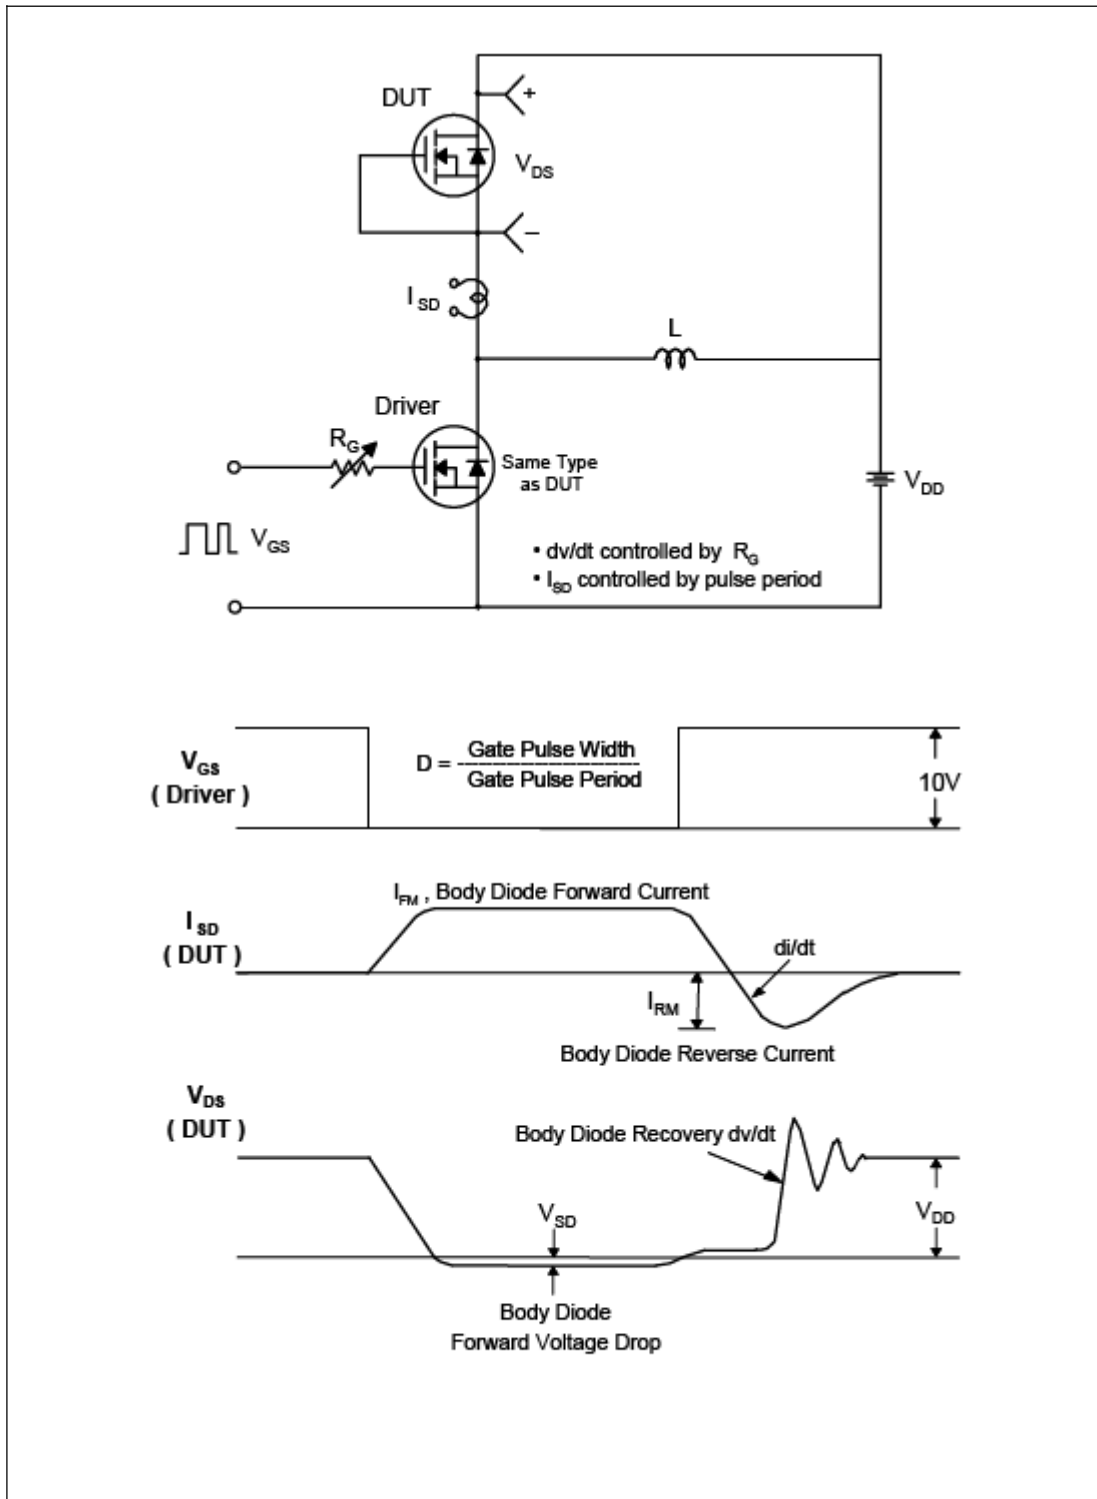 DUT
+
V_DS
–
I_SD
L
Driver
R_G
Same Type
as DUT
V_DD
V_GS
• dv/dt controlled by R_G
• I_SD controlled by pulse period
V_GS
( Driver )
D = Gate Pulse Width
Gate Pulse Period
10V
I_FM , Body Diode Forward Current
I_SD
( DUT )
di/dt
I_RM
Body Diode Reverse Current
V_DS
( DUT )
Body Diode Recovery dv/dt
V_SD
V_DD
Body Diode
Forward Voltage Drop